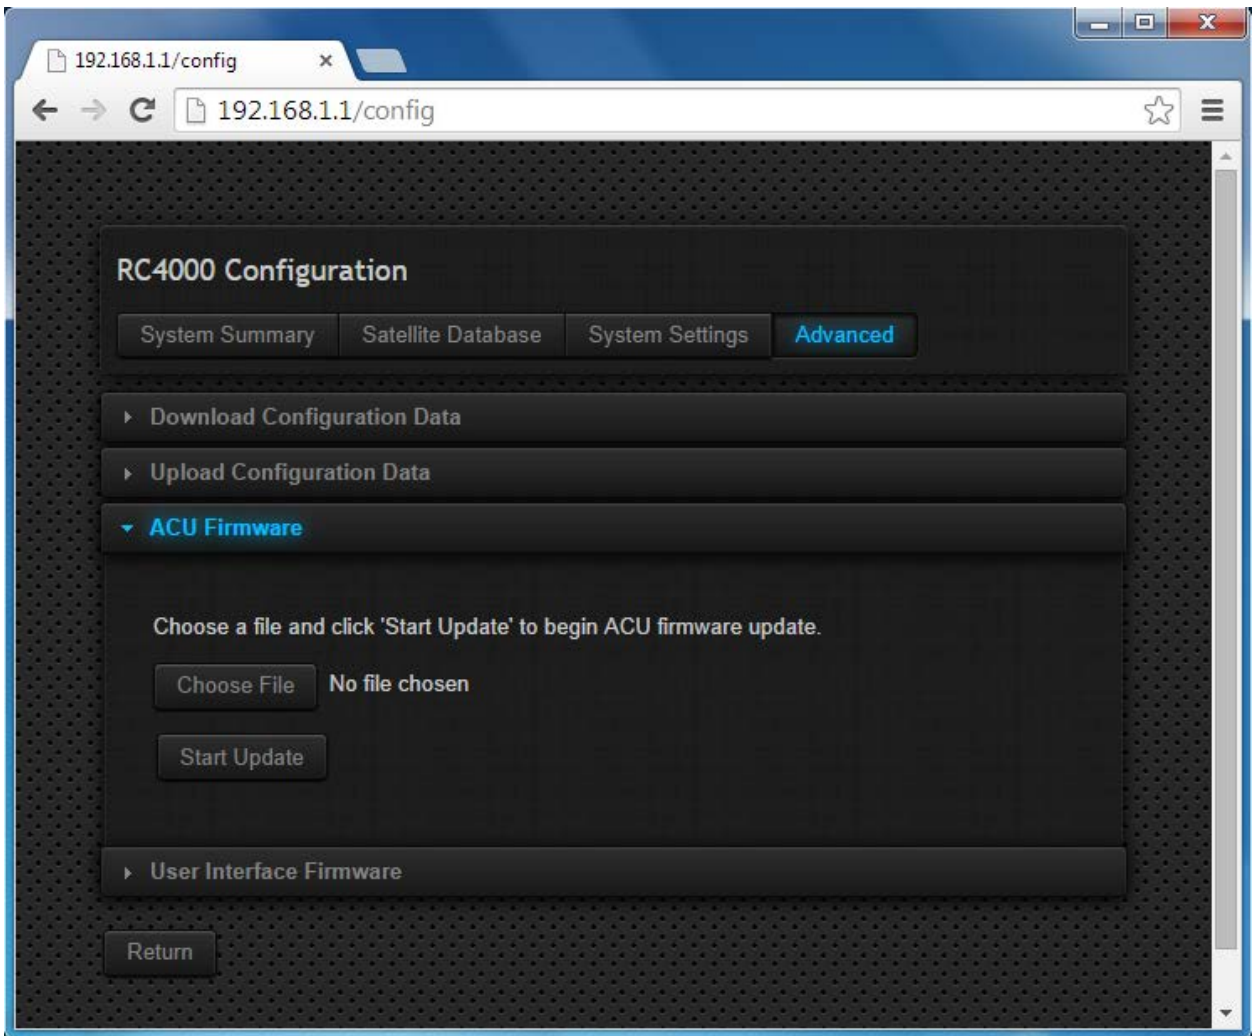 192.168.1.1/config
192.168.1.1/config
RC4000 Configuration
System Summary Satellite Database System Settings Advanced
Download Configuration Data
Upload Configuration Data
ACU Firmware
Choose a file and click 'Start Update' to begin ACU firmware update.
Choose File No file chosen
Start Update
User Interface Firmware
Return